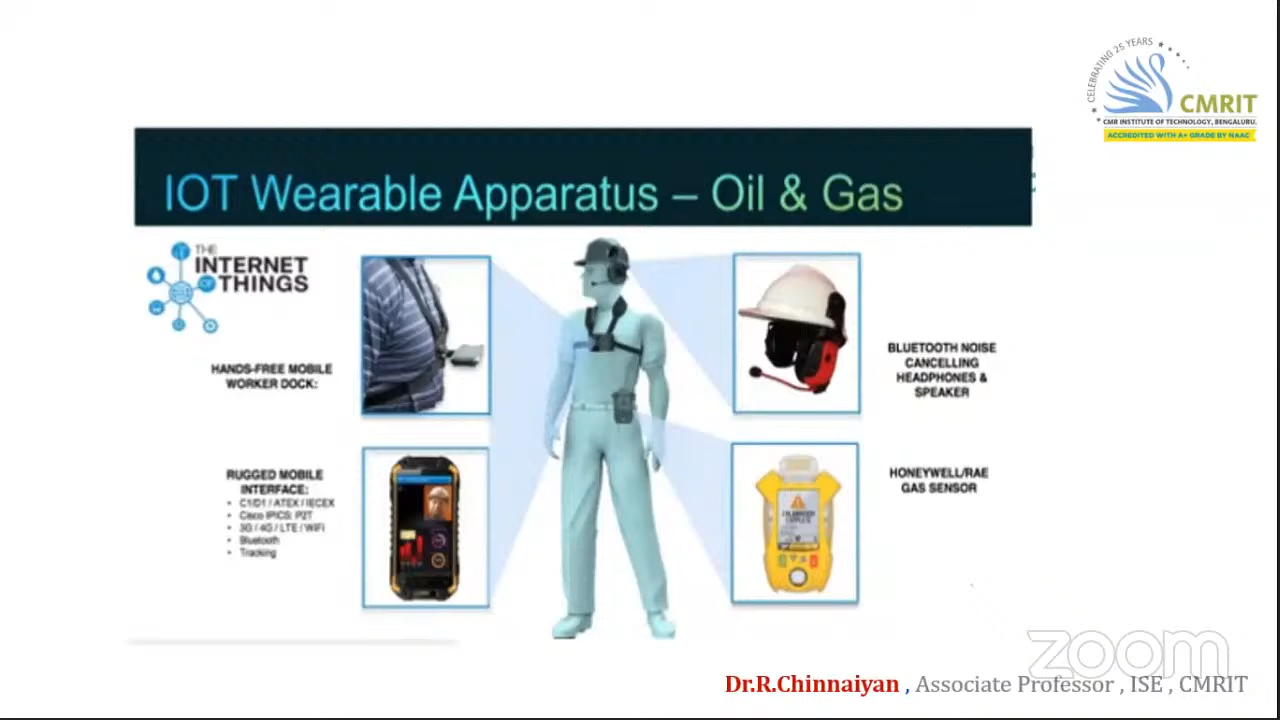 CELEBRATING 25 YEARS
CMRIT
CMR INSTITUTE OF TECHNOLOGY, BENGALURU.
ACCREDITED WITH A+ GRADE BY NAAC
IOT Wearable Apparatus – Oil & Gas
THE
INTERNET
OF THINGS
HANDS-FREE MOBILE
WORKER DOCK:
BLUETOOTH NOISE
CANCELLING
HEADPHONES &
SPEAKER
RUGGED MOBILE
INTERFACE:
• C1/D1 / ATEX / IECEX
• Cisco IPICS: P2T
• 3G / 4G / LTE / WIFI
• Bluetooth
• Tracking
HONEYWELL/RAE
GAS SENSOR
zoom
Dr.R.Chinnaiyan , Associate Professor , ISE , CMRIT